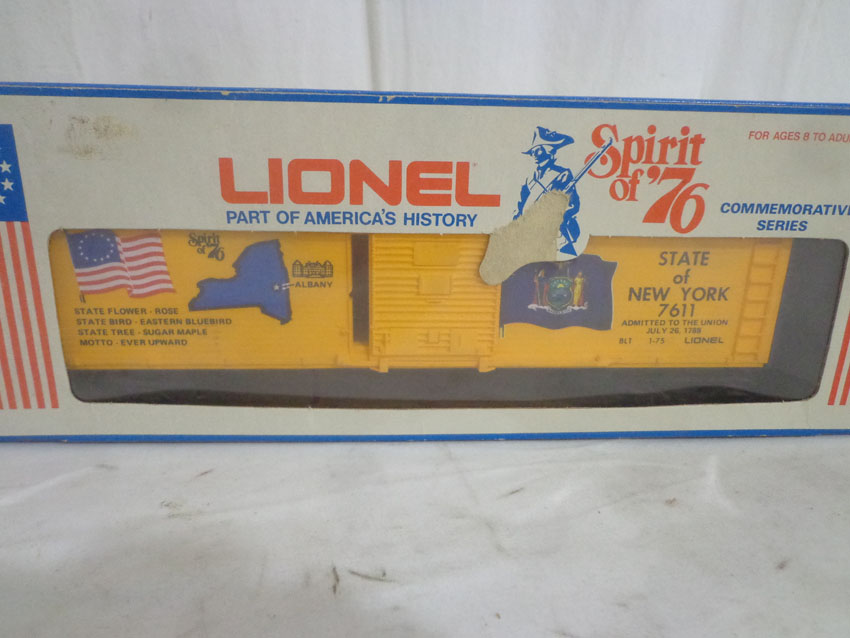 LIONEL
PART OF AMERICA'S HISTORY
Spirit
of '76
FOR AGES 8 TO ADU
COMMEMORATIVE
SERIES
Spirit
of '76
ALBANY
STATE FLOWER - ROSE
STATE BIRD - EASTERN BLUEBIRD
STATE TREE - SUGAR MAPLE
MOTTO - EVER UPWARD
STATE
of
NEW YORK
7611
ADMITTED TO THE UNION
JULY 26, 1788
BLT 1-75 LIONEL